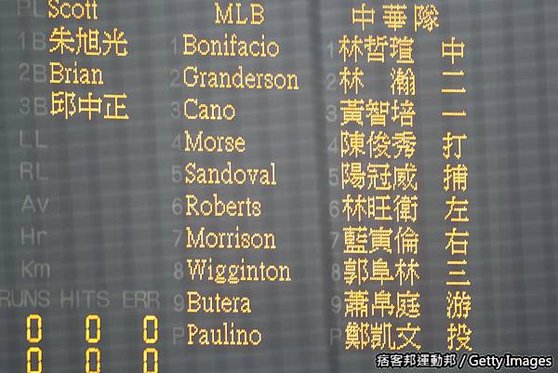 PL Scott MLB 中華隊
1B 朱旭光 1 Bonifacio 1 林哲瑄 中
2B Brian 2 Granderson 2 林 瀚 二
3B 邱中正 3 Cano 3 黃智培 一
LL 4 Morse 4 陳俊秀 打
RL 5 Sandoval 5 陽冠威 捕
Av 6 Roberts 6 林旺衛 左
Hr 7 Morrison 7 藍寅倫 右
Km 8 Wigginton 8 郭阜林 三
RUNS HITS ERR 9 Butera 9 蕭帛庭 游
0 0 0 P Paulino P 鄭凱文 投
0 0 0
痞客邦運動邦 / Getty Images